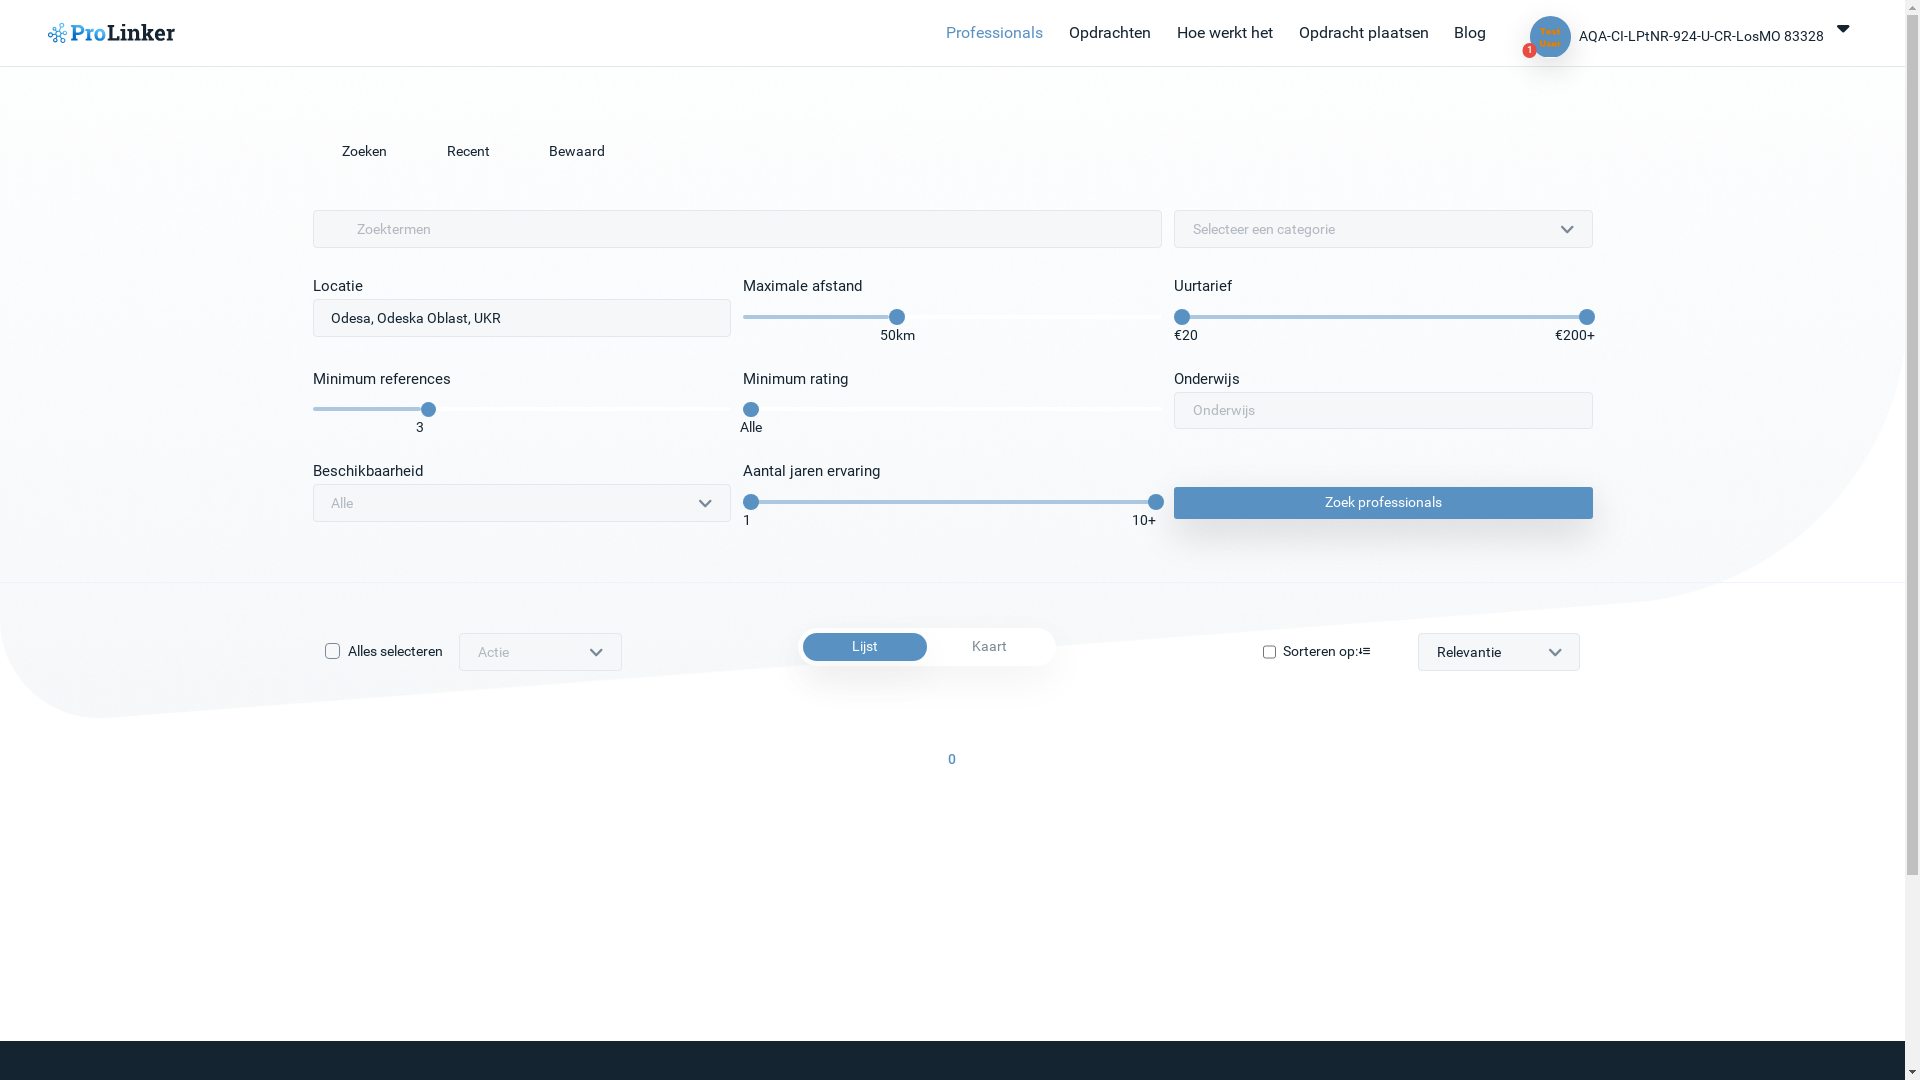 ProLinker
Professionals
Opdrachten
Hoe werkt het
Opdracht plaatsen
Blog
Test User
1
AQA-CI-LPtNR-924-U-CR-LosMO 83328
Zoeken
Recent
Bewaard
Zoektermen
Selecteer een categorie
Locatie
Maximale afstand
Uurtarief
Odesa, Odeska Oblast, UKR
50km
€20
€200+
Minimum references
Minimum rating
Onderwijs
3
Alle
Onderwijs
Beschikbaarheid
Aantal jaren ervaring
Alle
1
10+
Zoek professionals
Alles selecteren
Actie
Lijst
Kaart
Sorteren op:
Relevantie
0